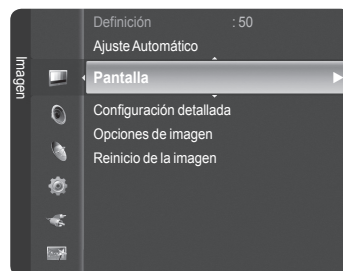 Imagen
Definición : 50
Ajuste Automático
Pantalla
Configuración detallada
Opciones de imagen
Reinicio de la imagen